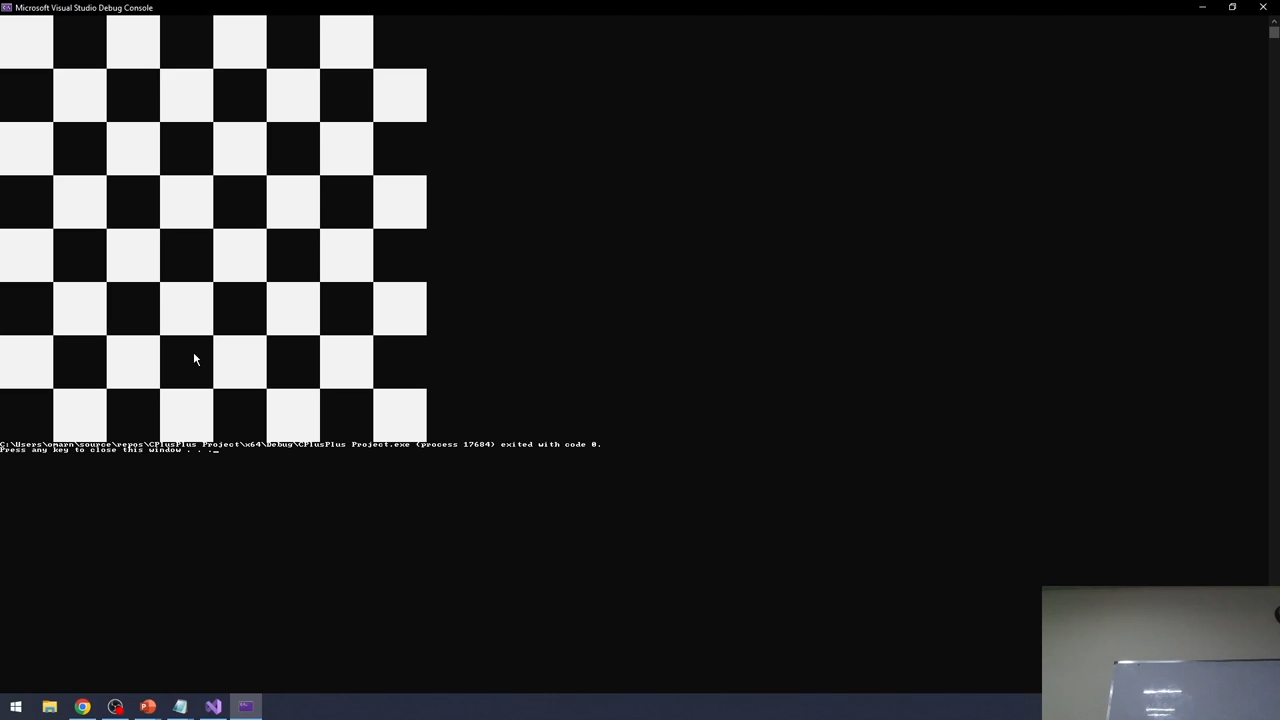 Microsoft Visual Studio Debug Console
C:\Users\omarn\source\repos\CPlusPlus Project\x64\Debug\CPlusPlus Project.exe (process 17684) exited with code 0.
Press any key to close this window . . .